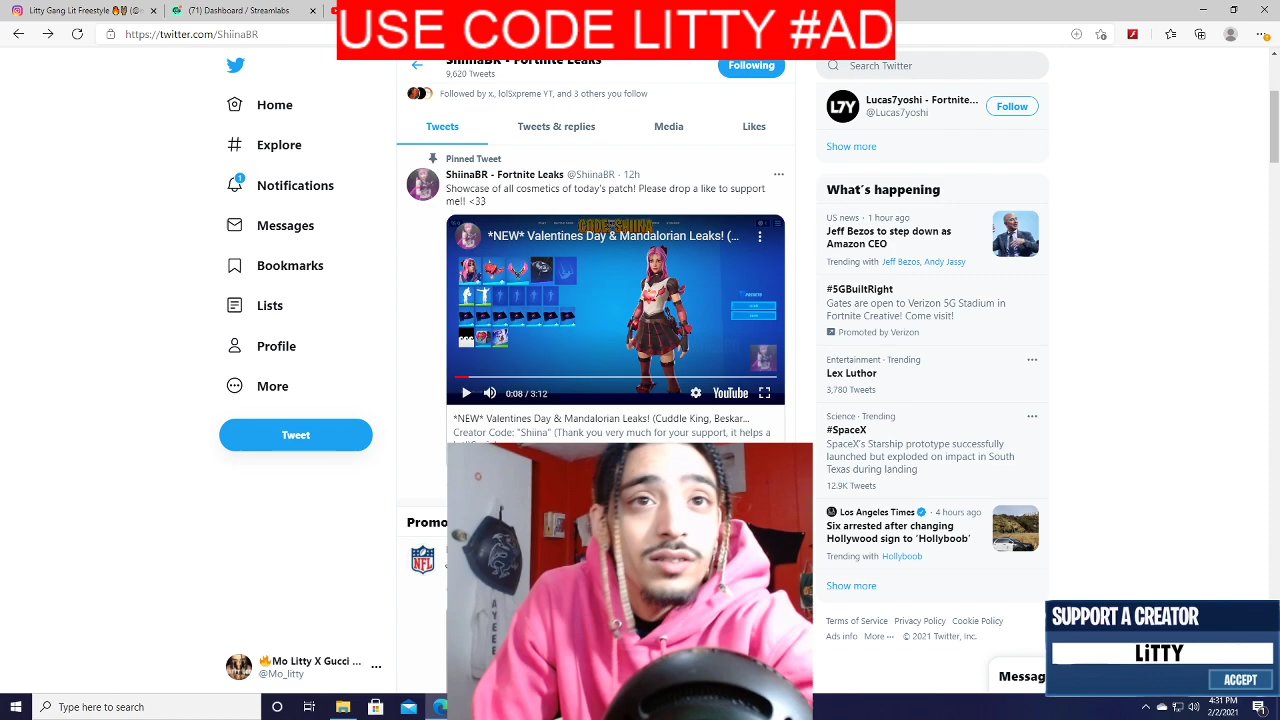 USE CODE LITTY #AD
https://twitter.com/ShiinaBR
ShiinaBR - Fortnite Leaks
9,620 Tweets
Following
Followed by x., lolSxpreme YT, and 3 others you follow
Tweets
Tweets & replies
Media
Likes
Home
Explore
1
Notifications
Messages
Bookmarks
Lists
Profile
More
Tweet
🔥Mo Litty X Gucci ...
@Mo_litty
Pinned Tweet
ShiinaBR - Fortnite Leaks @ShiinaBR · 12h
Showcase of all cosmetics of today's patch! Please drop a like to support
me!! <33
CODE: SHIINA
*NEW* Valentines Day & Mandalorian Leaks! (...
0:08 / 3:12
YouTube
*NEW* Valentines Day & Mandalorian Leaks! (Cuddle King, Beskar...
Creator Code: "Shiina" (Thank you very much for your support, it helps a
Promo
NFL
Search Twitter
L7Y
Lucas7yoshi - Fortnite...
@Lucas7yoshi
Follow
Show more
What's happening
US news · 1 hour ago
Jeff Bezos to step down as
Amazon CEO
Trending with Jeff Bezos, Andy Jassy
#5GBuiltRight
Gates are open to Verizon 5G Stadium in
Fortnite Creative! Come visit!
Promoted by Verizon
Entertainment · Trending
Lex Luthor
3,780 Tweets
Science · Trending
#SpaceX
SpaceX's Starship prototype successfully
launched but exploded on impact in South
Texas during landing
12.9K Tweets
Los Angeles Times · 4 hours ago
Six arrested after changing
Hollywood sign to 'Hollyboob'
Trending with Hollyboob
Show more
Terms of Service Privacy Policy Cookie Policy
Ads info More ··· © 2021 Twitter, Inc.
Messag
SUPPORT A CREATOR
LiTTY
ACCEPT
Type here to search
4:31 PM
2/2/2021